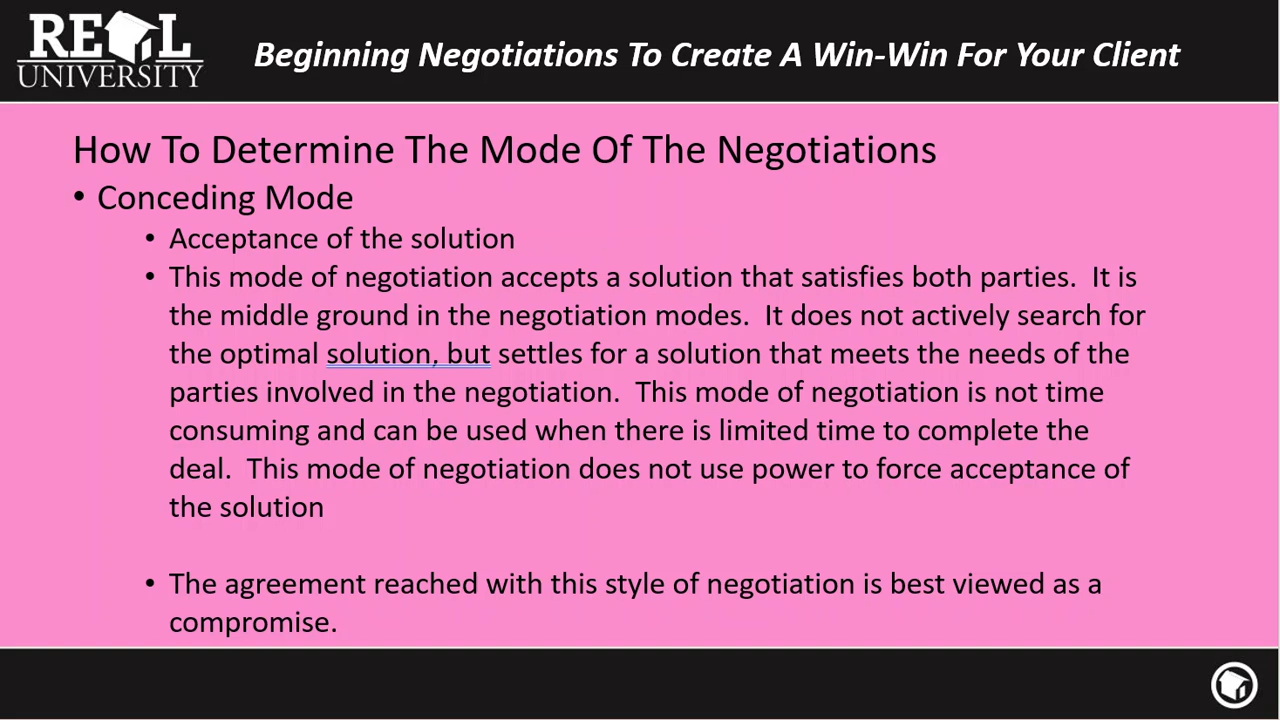 REAL
UNIVERSITY
Beginning Negotiations To Create A Win-Win For Your Client
How To Determine The Mode Of The Negotiations
• Conceding Mode
• Acceptance of the solution
• This mode of negotiation accepts a solution that satisfies both parties.  It is
the middle ground in the negotiation modes.  It does not actively search for
the optimal solution, but settles for a solution that meets the needs of the
parties involved in the negotiation.  This mode of negotiation is not time
consuming and can be used when there is limited time to complete the
deal.  This mode of negotiation does not use power to force acceptance of
the solution
• The agreement reached with this style of negotiation is best viewed as a
compromise.